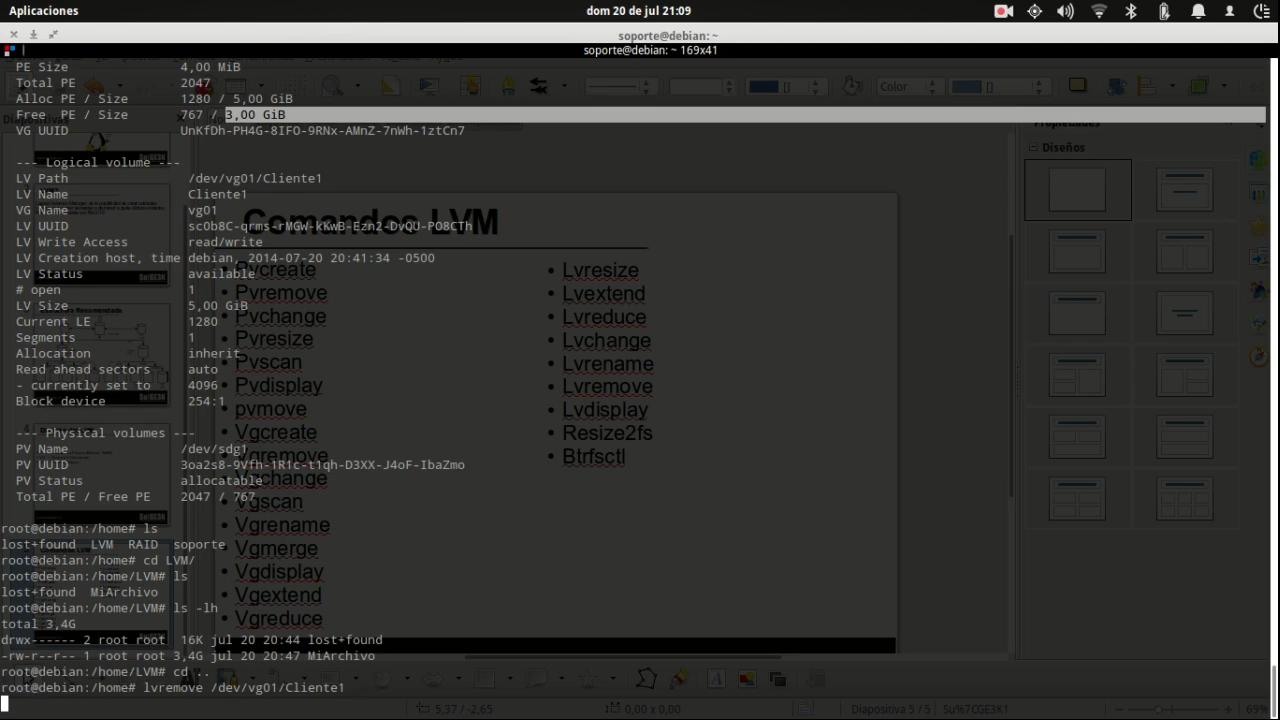 Aplicaciones
dom 20 de jul 21:09
soporte@debian: ~
soporte@debian: ~ 169x41
PE Size 4,00 MiB
Total PE 2047
Alloc PE / Size 1280 / 5,00 GiB
Free PE / Size 767 / 3,00 GiB
VG UUID UnKfDh-PH4G-8IFO-9RNx-AMnZ-7nWh-1ztCn7
--- Logical volume ---
LV Path /dev/vg01/Cliente1
LV Name Cliente1
VG Name vg01
LV UUID sc0b8C-qrms-rMGW-kKwB-Ezn2-DvQU-PO8CTh
LV Write Access read/write
LV Creation host, time debian, 2014-07-20 20:41:34 -0500
LV Status available
# open 1
LV Size 5,00 GiB
Current LE 1280
Segments 1
Allocation inherit
Read ahead sectors auto
- currently set to 4096
Block device 254:1
--- Physical volumes ---
PV Name /dev/sdg1
PV UUID 3oa2s8-9Vfh-1R1c-t1qh-D3XX-J4oF-IbaZmo
PV Status allocatable
Total PE / Free PE 2047 / 767
root@debian:/home# ls
lost+found LVM RAID soporte
root@debian:/home# cd LVM/
root@debian:/home/LVM# ls
lost+found MiArchivo
root@debian:/home/LVM# ls -lh
total 3,4G
drwx------ 2 root root 16K jul 20 20:44 lost+found
-rw-r--r-- 1 root root 3,4G jul 20 20:47 MiArchivo
root@debian:/home/LVM# cd ..
root@debian:/home# lvremove /dev/vg01/Cliente1
Comandos LVM
• Pvcreate
• Pvremove
• Pvchange
• Pvresize
• Pvscan
• Pvdisplay
• pvmove
• Vgcreate
• Vgremove
• Vgchange
• Vgscan
• Vgrename
• Vgmerge
• Vgdisplay
• Vgextend
• Vgreduce
• Lvresize
• Lvextend
• Lvreduce
• Lvchange
• Lvrename
• Lvremove
• Lvdisplay
• Resize2fs
• Btrfsctl
Color
Diseños
5,37 / -2,65
0,00 x 0,00
Diapositiva 5 / 5
Su%7CGE3K1
69%